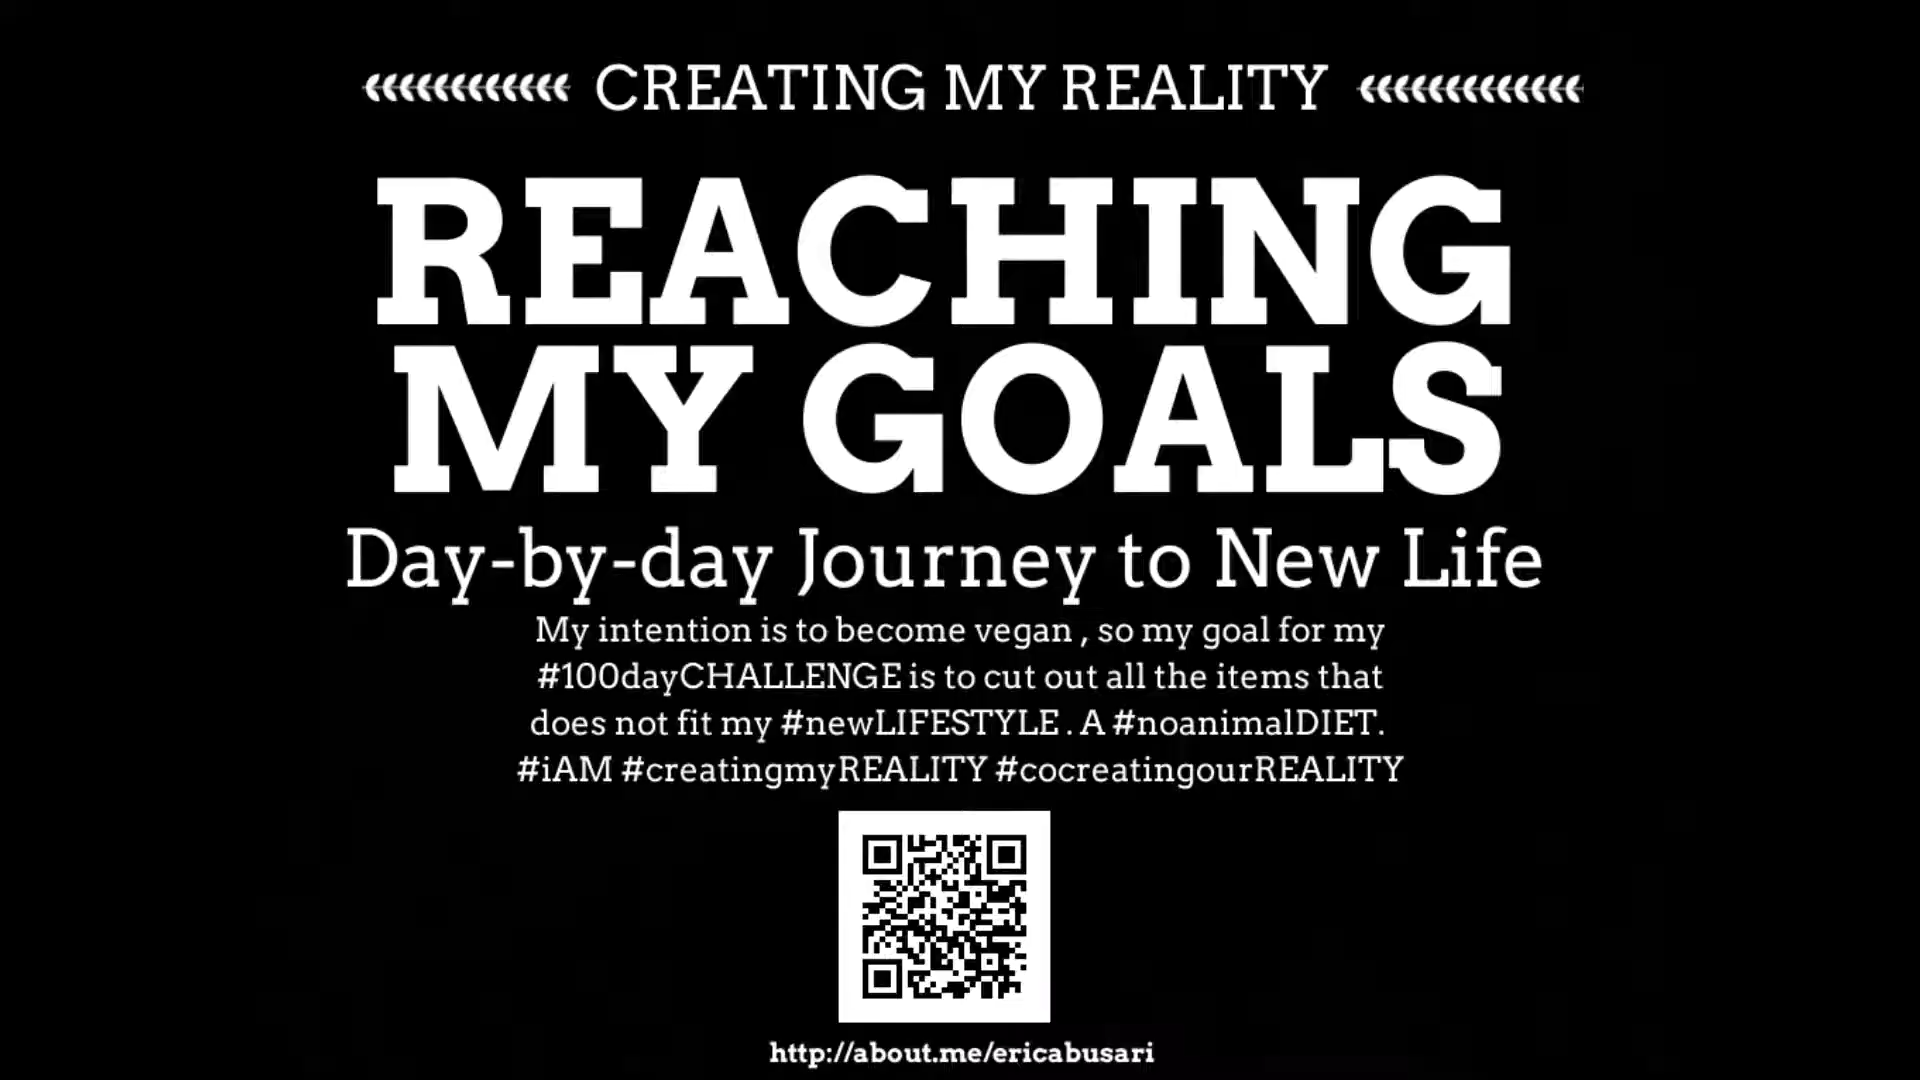 CREATING MY REALITY
REACHING
MY GOALS
Day-by-day Journey to New Life
My intention is to become vegan , so my goal for my
#100dayCHALLENGE is to cut out all the items that
does not fit my #newLIFESTYLE . A #noanimalDIET.
#iAM #creatingmyREALITY #cocreatingourREALITY
http://about.me/ericabusari